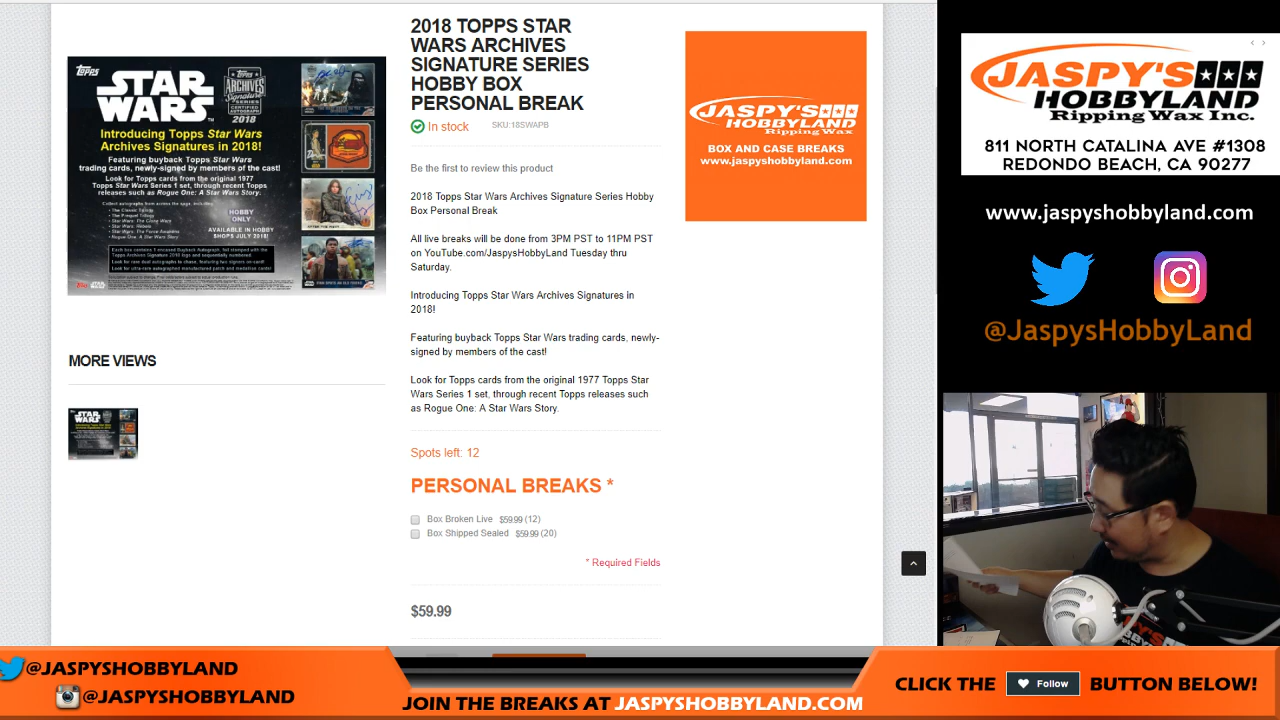 2018 TOPPS STAR
WARS ARCHIVES
SIGNATURE SERIES
HOBBY BOX
PERSONAL BREAK
In stock
SKU:18SWAPB
Be the first to review this product
2018 Topps Star Wars Archives Signature Series Hobby
Box Personal Break
All live breaks will be done from 3PM PST to 11PM PST
on YouTube.com/JaspysHobbyLand Tuesday thru
Saturday.
Introducing Topps Star Wars Archives Signatures in
2018!
Featuring buyback Topps Star Wars trading cards, newly-
signed by members of the cast!
Look for Topps cards from the original 1977 Topps Star
Wars Series 1 set, through recent Topps releases such
as Rogue One: A Star Wars Story.
Spots left: 12
PERSONAL BREAKS *
Box Broken Live $59.99 (12)
Box Shipped Sealed $59.99 (20)
* Required Fields
$59.99
Topps
STAR
WARS
ARCHIVES
SIGNATURE
SERIES
CERTIFIED
AUTOGRAPH
2018
Introducing Topps Star Wars
Archives Signatures in 2018!
Featuring buyback Topps Star Wars
trading cards, newly-signed by members of the cast!
Look for Topps cards from the original 1977
Topps Star Wars Series 1 set, through recent Topps
releases such as Rogue One: A Star Wars Story.
HOBBY
ONLY
AVAILABLE IN HOBBY
SHOPS JULY 2018!
MORE VIEWS
JASPY'S
HOBBYLAND
Ripping Wax
BOX AND CASE BREAKS
www.jaspyshobbyland.com
JASPY'S
HOBBYLAND
Ripping Wax Inc.
811 NORTH CATALINA AVE #1308
REDONDO BEACH, CA 90277
www.jaspyshobbyland.com
@JaspysHobbyLand
@JASPYSHOBBYLAND
@JASPYSHOBBYLAND
JOIN THE BREAKS AT JASPYSHOBBYLAND.COM
CLICK THE Follow BUTTON BELOW!